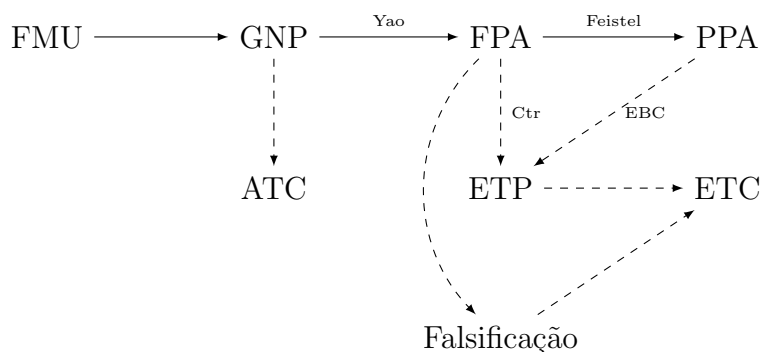 Yao Feistel
FMU GNP FPA PPA
Ctr EBC
ATC ETP ETC
Falsificação